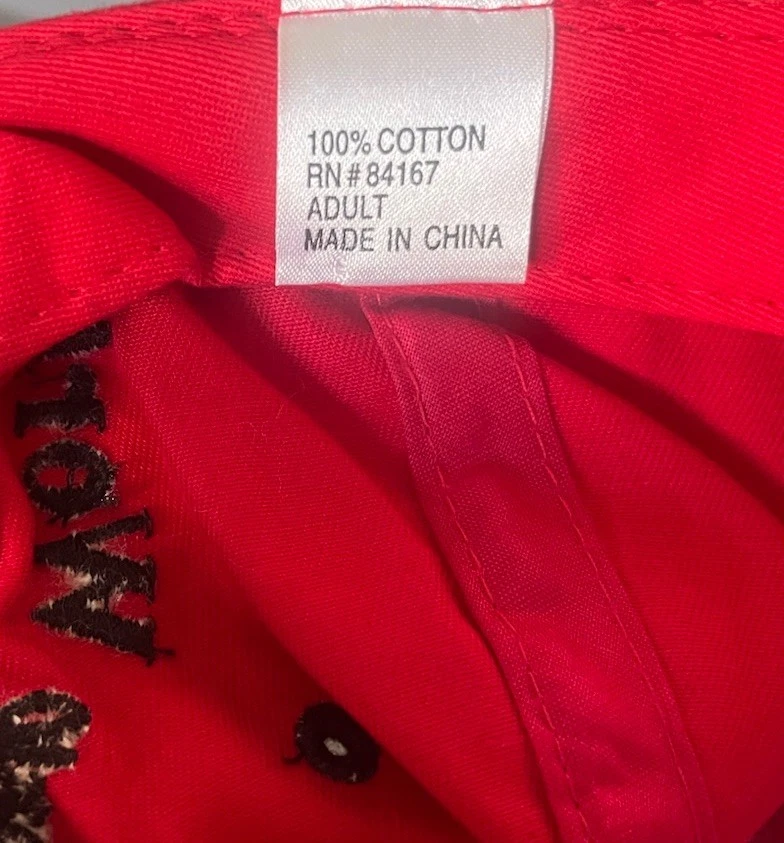 100% COTTON
RN# 84167
ADULT
MADE IN CHINA